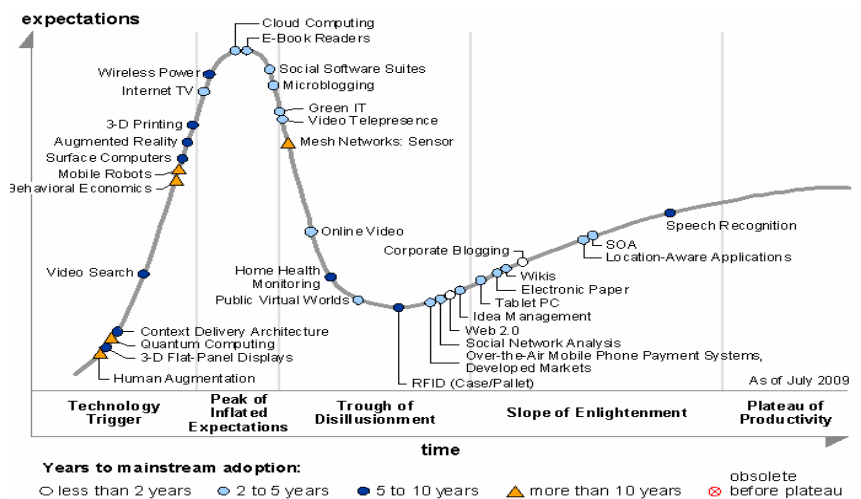 expectations
Cloud Computing
E-Book Readers
Wireless Power
Social Software Suites
Internet TV
Microblogging
Green IT
Video Telepresence
3-D Printing
Augmented Reality
Mesh Networks: Sensor
Surface Computers
Mobile Robots
Behavioral Economics
Online Video
Speech Recognition
SOA
Corporate Blogging
Location-Aware Applications
Video Search
Home Health
Monitoring
Wikis
Electronic Paper
Public Virtual Worlds
Tablet PC
Idea Management
Context Delivery Architecture
Web 2.0
Quantum Computing
Social Network Analysis
3-D Flat-Panel Displays
Over-the-Air Mobile Phone Payment Systems,
Developed Markets
Human Augmentation
RFID (Case/Pallet)
As of July 2009
Technology
Trigger
Peak of
Inflated
Expectations
Trough of
Disillusionment
Slope of Enlightenment
Plateau of
Productivity
time
Years to mainstream adoption:
less than 2 years
2 to 5 years
5 to 10 years
more than 10 years
obsolete
before plateau